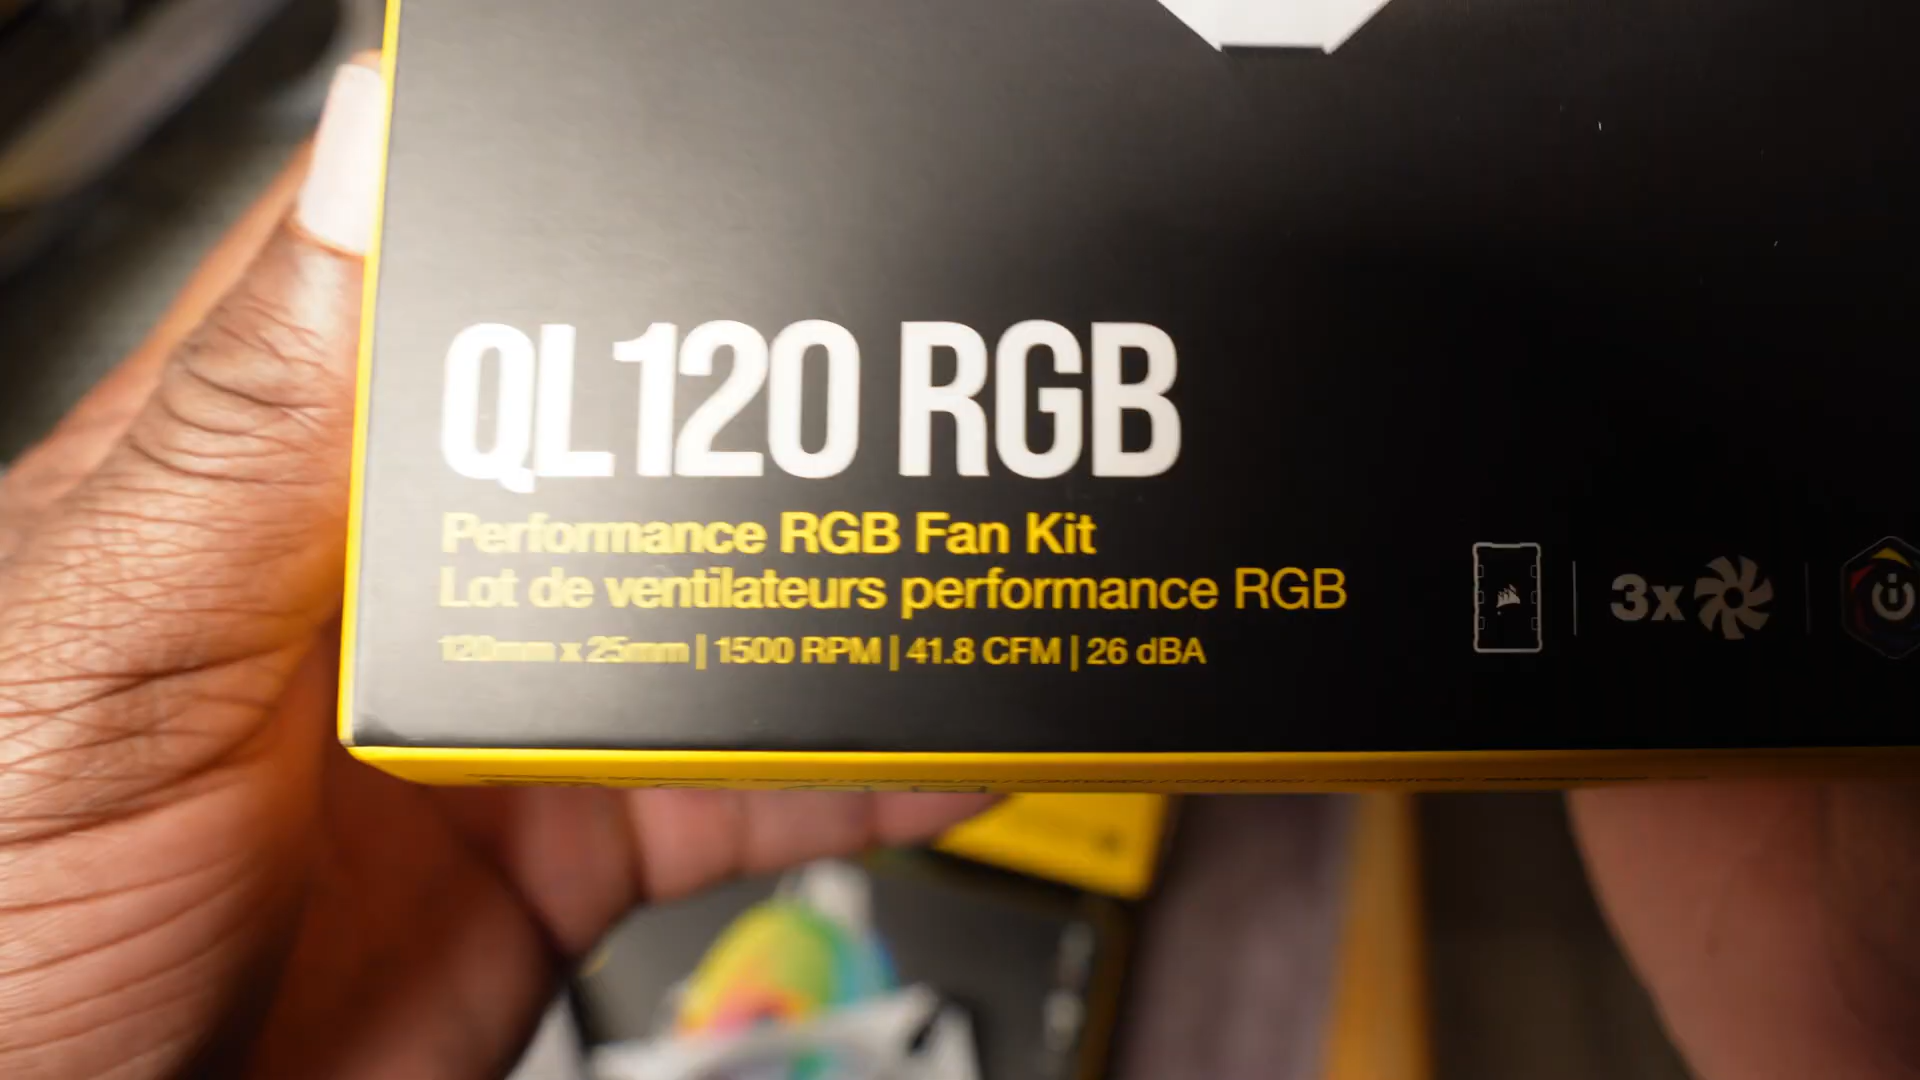 QL120 RGB
Performance RGB Fan Kit
Lot de ventilateurs performance RGB
120mm x 25mm | 1500 RPM | 41.8 CFM | 26 dBA
3x